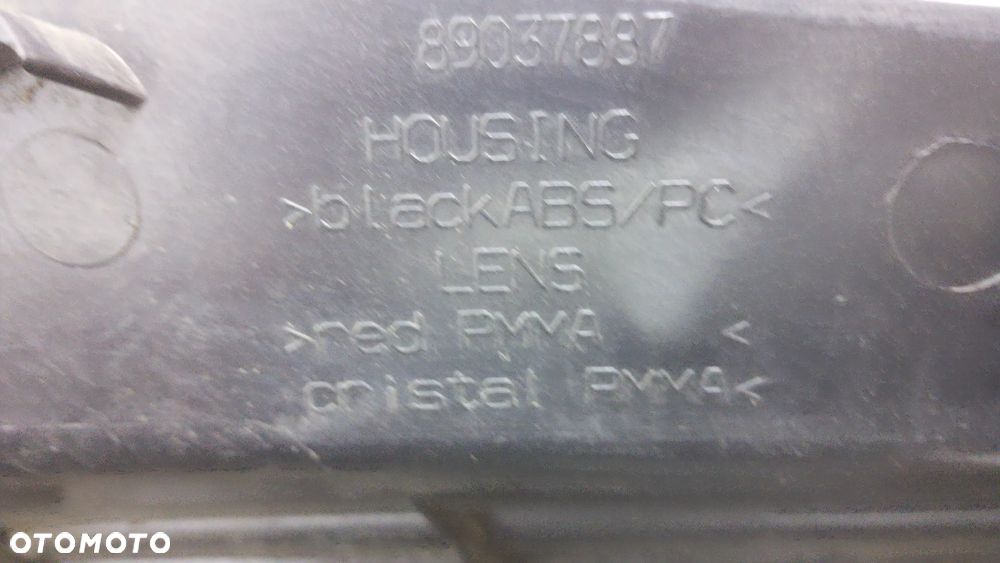 89037887
HOUSING
>blackABS/PC<
LENS
>red PMMA <
cristal PMMA<
OTOMOTO